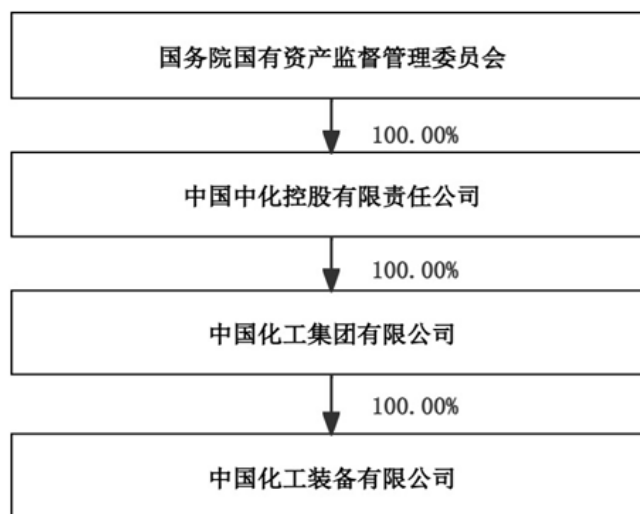 国务院国有资产监督管理委员会
100.00%
中国中化控股有限责任公司
100.00%
中国化工集团有限公司
100.00%
中国化工装备有限公司